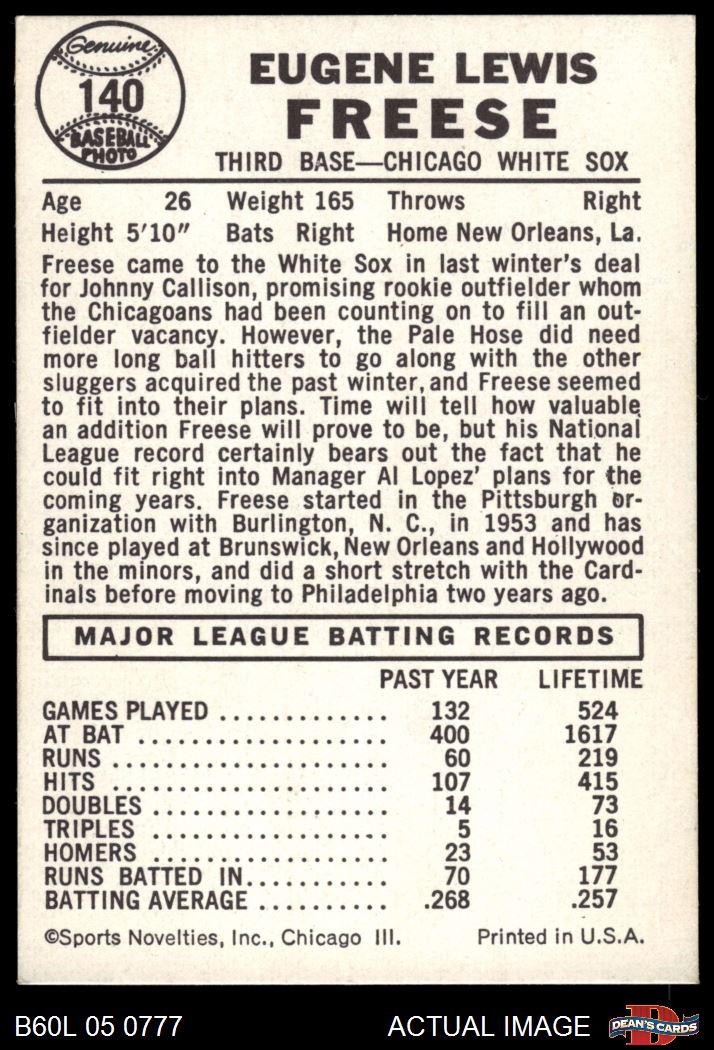 Genuine
140
BASEBALL
PHOTO
EUGENE LEWIS
FREESE
THIRD BASE—CHICAGO WHITE SOX
Age 26 Weight 165 Throws Right
Height 5'10" Bats Right Home New Orleans, La.
Freese came to the White Sox in last winter's deal
for Johnny Callison, promising rookie outfielder whom
the Chicagoans had been counting on to fill an out-
fielder vacancy. However, the Pale Hose did need
more long ball hitters to go along with the other
sluggers acquired the past winter, and Freese seemed
to fit into their plans. Time will tell how valuable
an addition Freese will prove to be, but his National
League record certainly bears out the fact that he
could fit right into Manager Al Lopez' plans for the
coming years. Freese started in the Pittsburgh or-
ganization with Burlington, N. C., in 1953 and has
since played at Brunswick, New Orleans and Hollywood
in the minors, and did a short stretch with the Card-
inals before moving to Philadelphia two years ago.
MAJOR LEAGUE BATTING RECORDS
PAST YEAR LIFETIME
GAMES PLAYED ............. 132 524
AT BAT .................. 400 1617
RUNS .................... 60 219
HITS .................... 107 415
DOUBLES ................. 14 73
TRIPLES ................. 5 16
HOMERS .................. 23 53
RUNS BATTED IN........... 70 177
BATTING AVERAGE .......... .268 .257
©Sports Novelties, Inc., Chicago Ill. Printed in U.S.A.
B60L 05 0777 ACTUAL IMAGE D DEAN'S CARDS